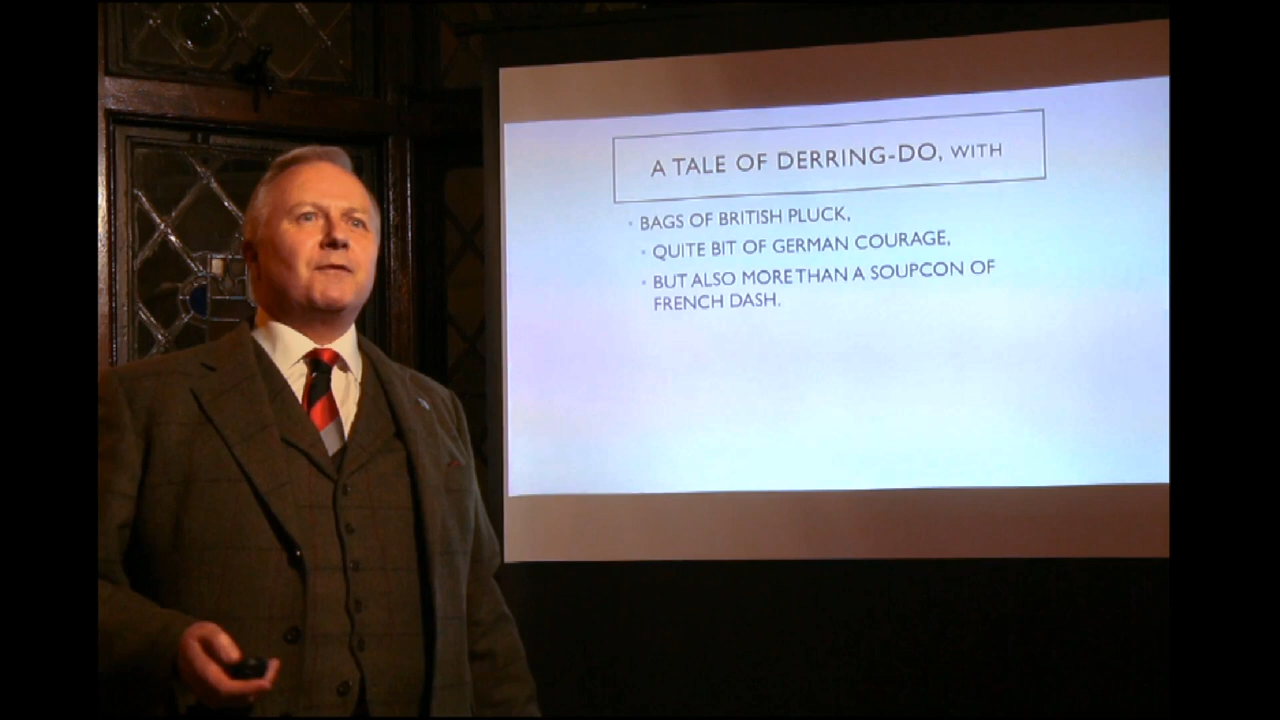 A TALE OF DERRING-DO, WITH
• BAGS OF BRITISH PLUCK,
• QUITE BIT OF GERMAN COURAGE,
• BUT ALSO MORE THAN A SOUPCON OF
FRENCH DASH.